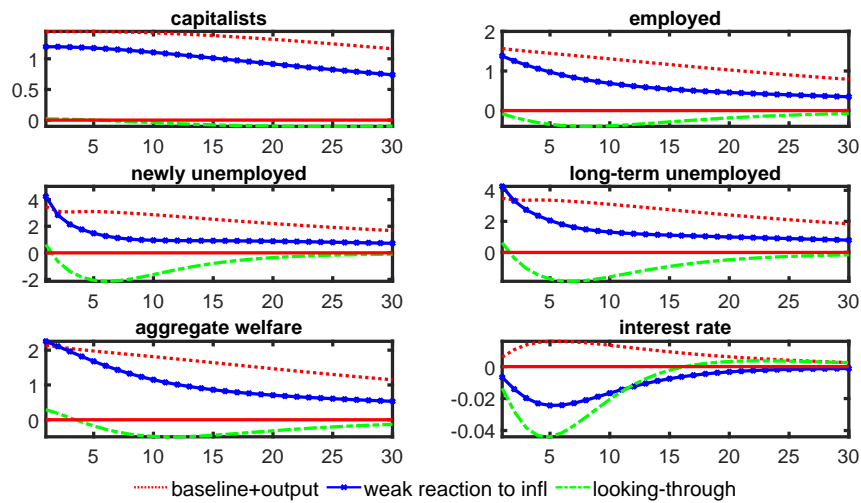 capitalists
1
0.5
0
5 10 15 20 25 30
employed
2
1
0
5 10 15 20 25 30
newly unemployed
4
2
0
-2
5 10 15 20 25 30
long-term unemployed
4
2
0
5 10 15 20 25 30
aggregate welfare
2
1
0
5 10 15 20 25 30
interest rate
0
-0.02
-0.04
5 10 15 20 25 30
baseline+output weak reaction to infl looking-through